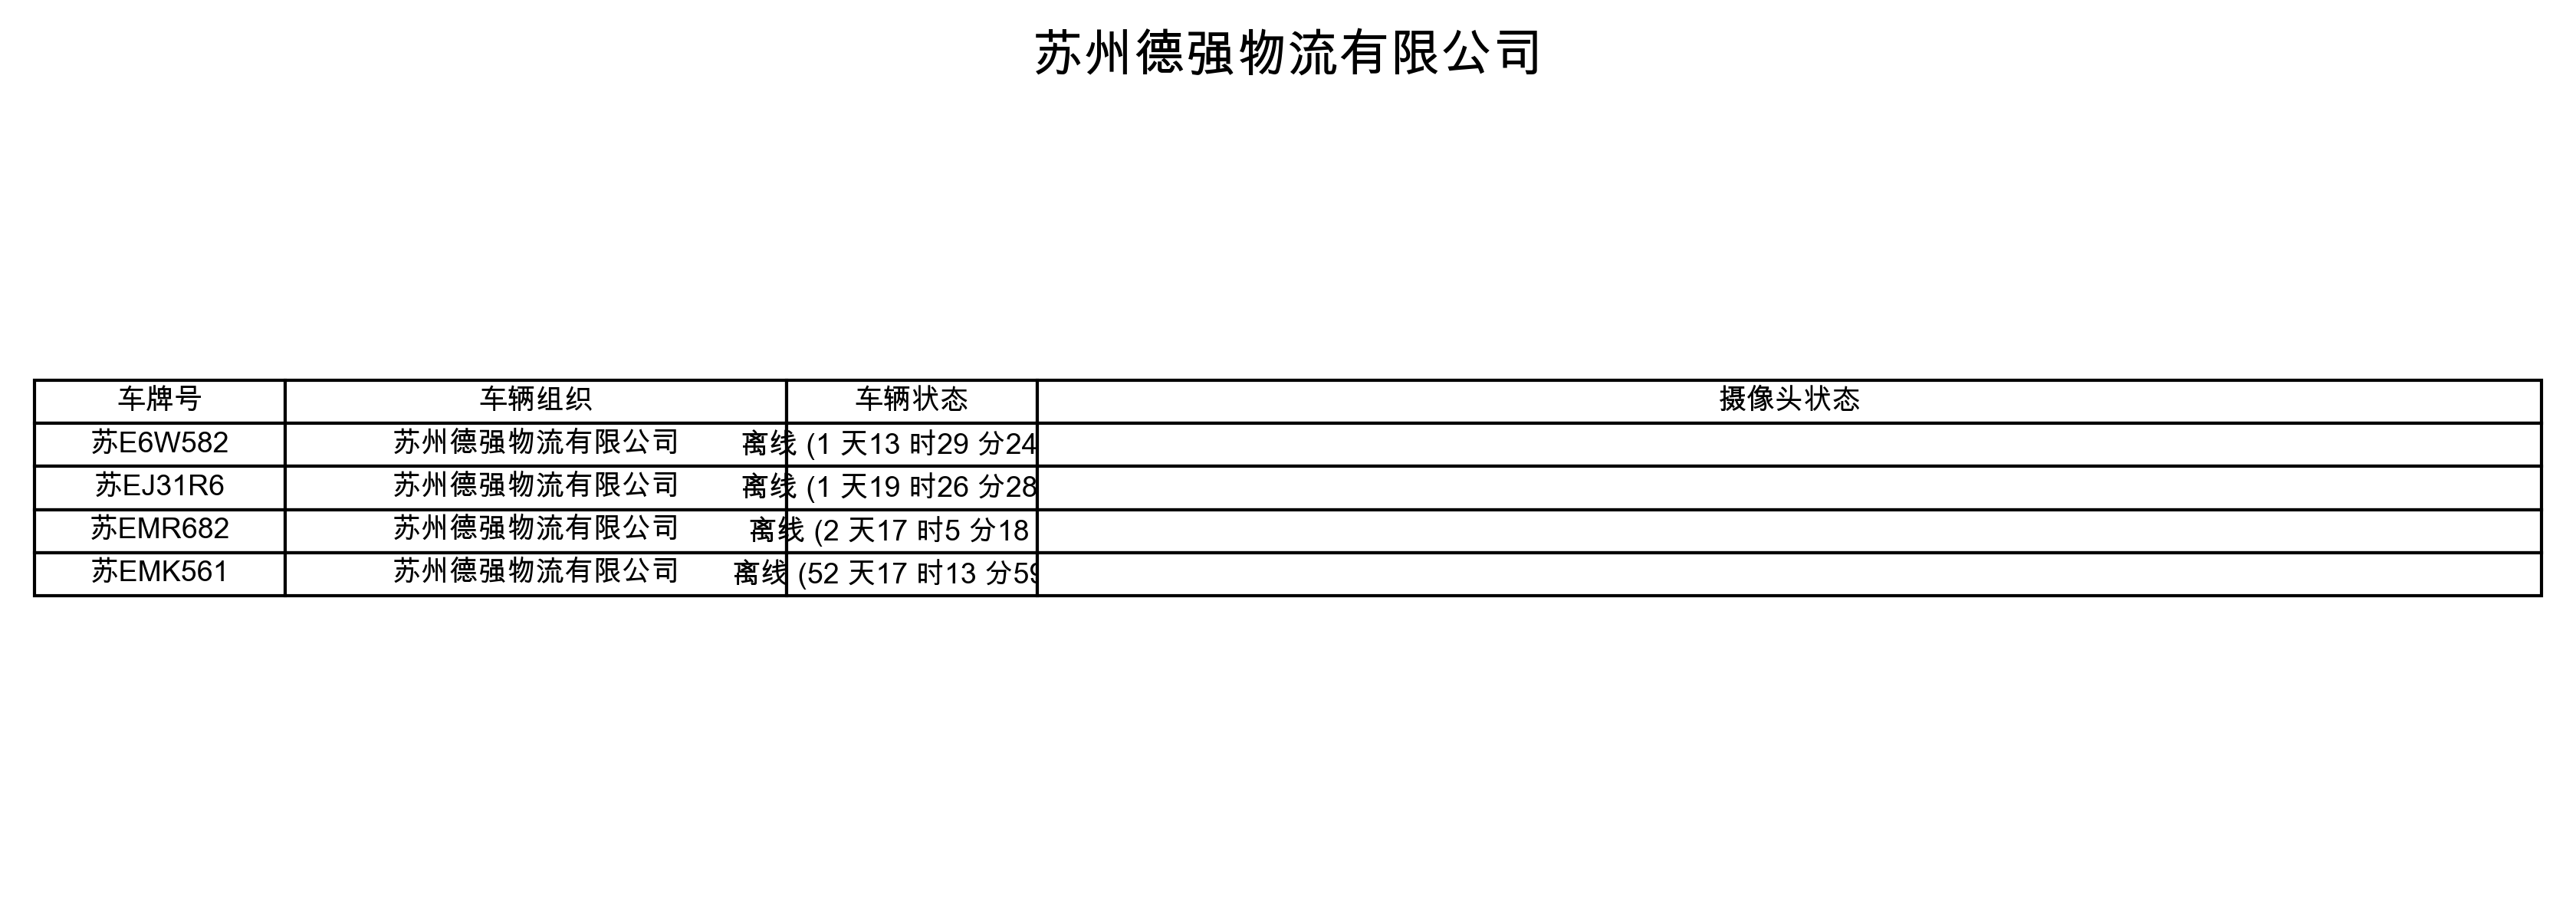 苏州德强物流有限公司
车牌号 车辆组织 车辆状态 摄像头状态
苏E6W582 苏州德强物流有限公司 离线 (1 天13 时29 分24
苏EJ31R6 苏州德强物流有限公司 离线 (1 天19 时26 分28
苏EMR682 苏州德强物流有限公司 离线 (2 天17 时5 分18
苏EMK561 苏州德强物流有限公司 离线 (52 天17 时13 分59